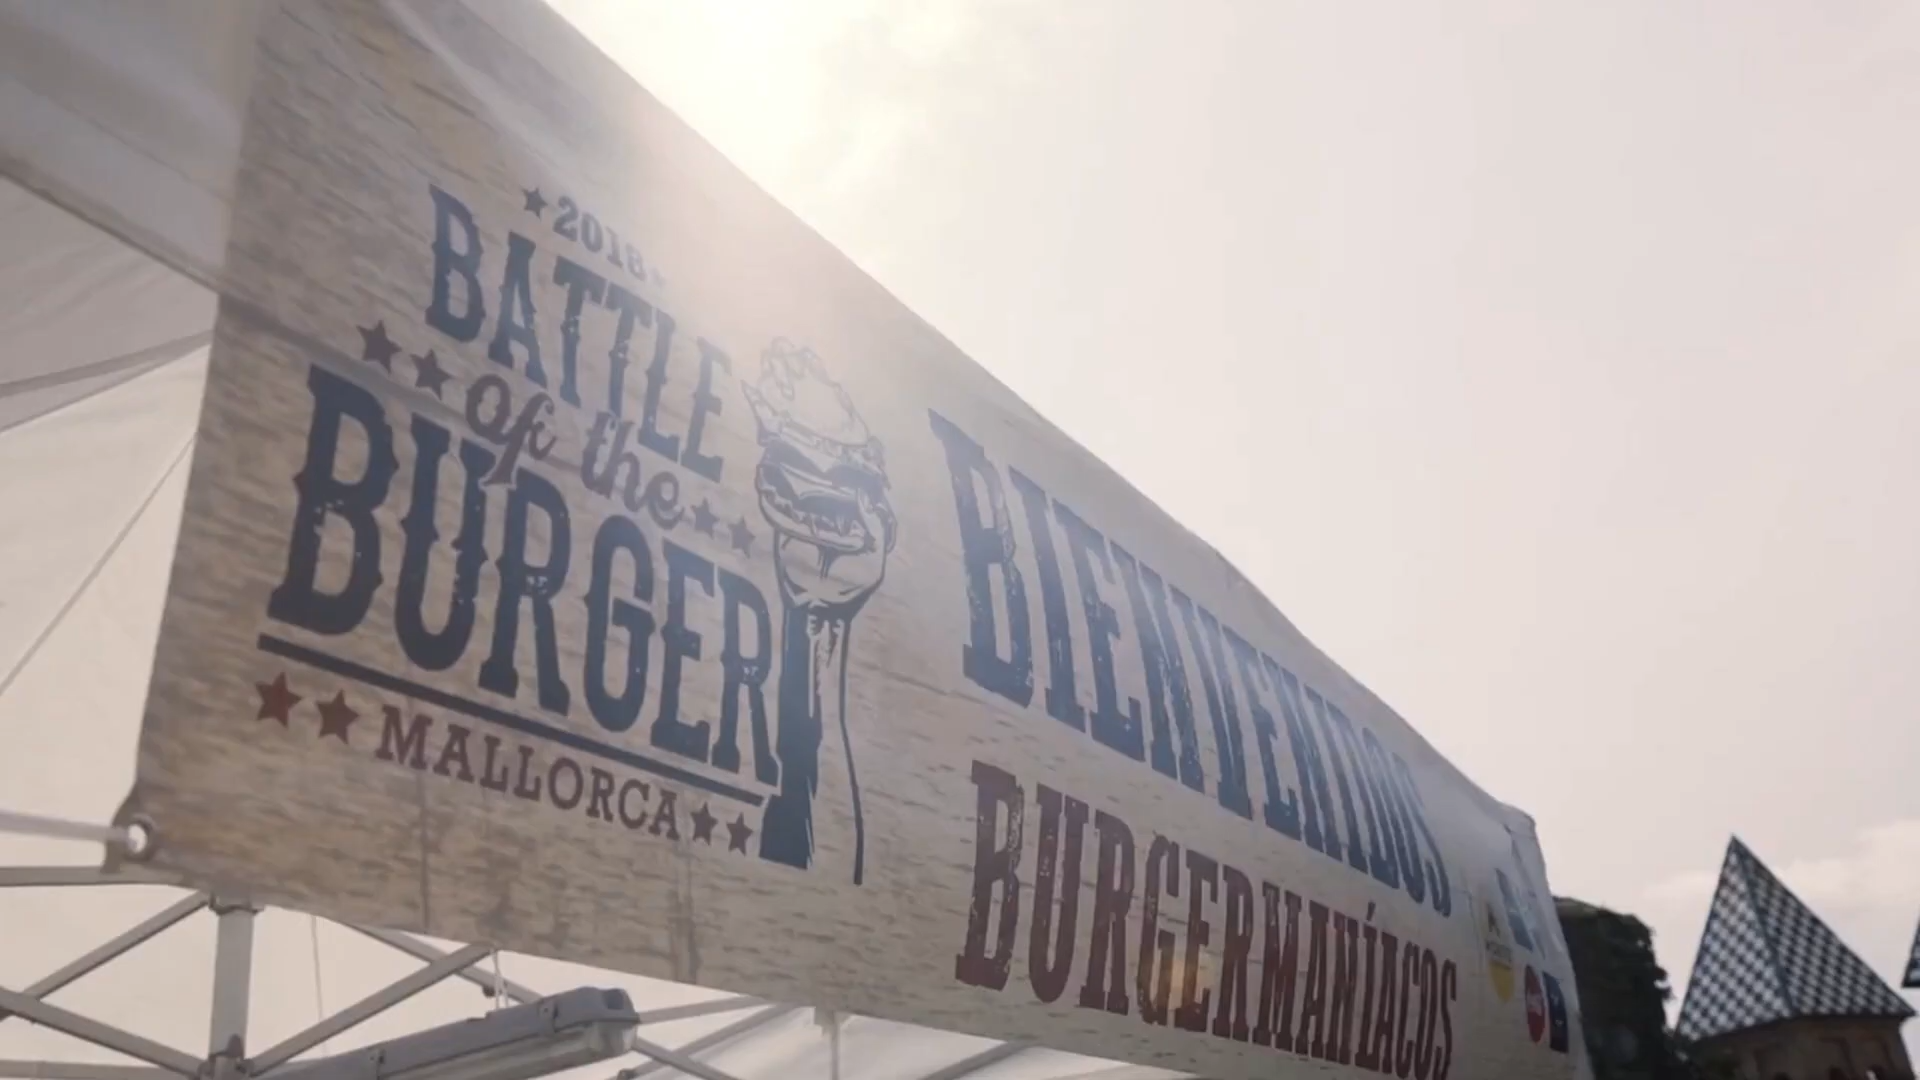 2018
BATTLE
of the
BURGER
MALLORCA
BIENVENIDOS
BURGERMANÍACOS